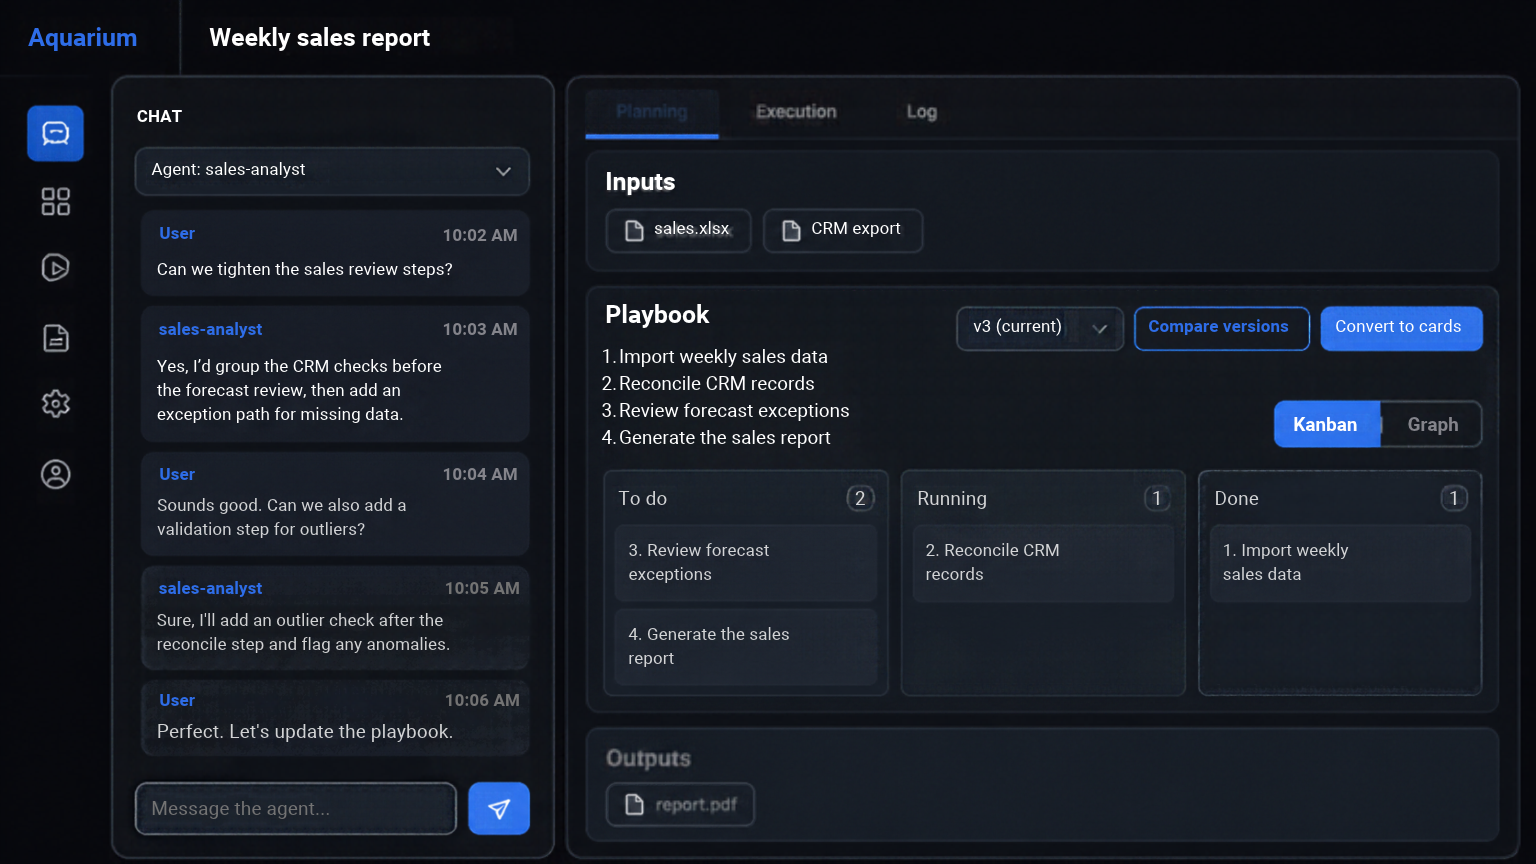 Aquarium
Weekly sales report
CHAT
Agent: sales-analyst
User
10:02 AM
Can we tighten the sales review steps?
sales-analyst
10:03 AM
Yes, I’d group the CRM checks before
the forecast review, then add an
exception path for missing data.
User
10:04 AM
Sounds good. Can we also add a
validation step for outliers?
sales-analyst
10:05 AM
Sure, I'll add an outlier check after the
reconcile step and flag any anomalies.
User
10:06 AM
Perfect. Let's update the playbook.
Message the agent...
Planning
Execution
Log
Inputs
sales.xlsx
CRM export
Playbook
v3 (current)
Compare versions
Convert to cards
1. Import weekly sales data
2. Reconcile CRM records
3. Review forecast exceptions
4. Generate the sales report
Kanban
Graph
To do
2
3. Review forecast
exceptions
4. Generate the sales
report
Running
1
2. Reconcile CRM
records
Done
1
1. Import weekly
sales data
Outputs
report.pdf